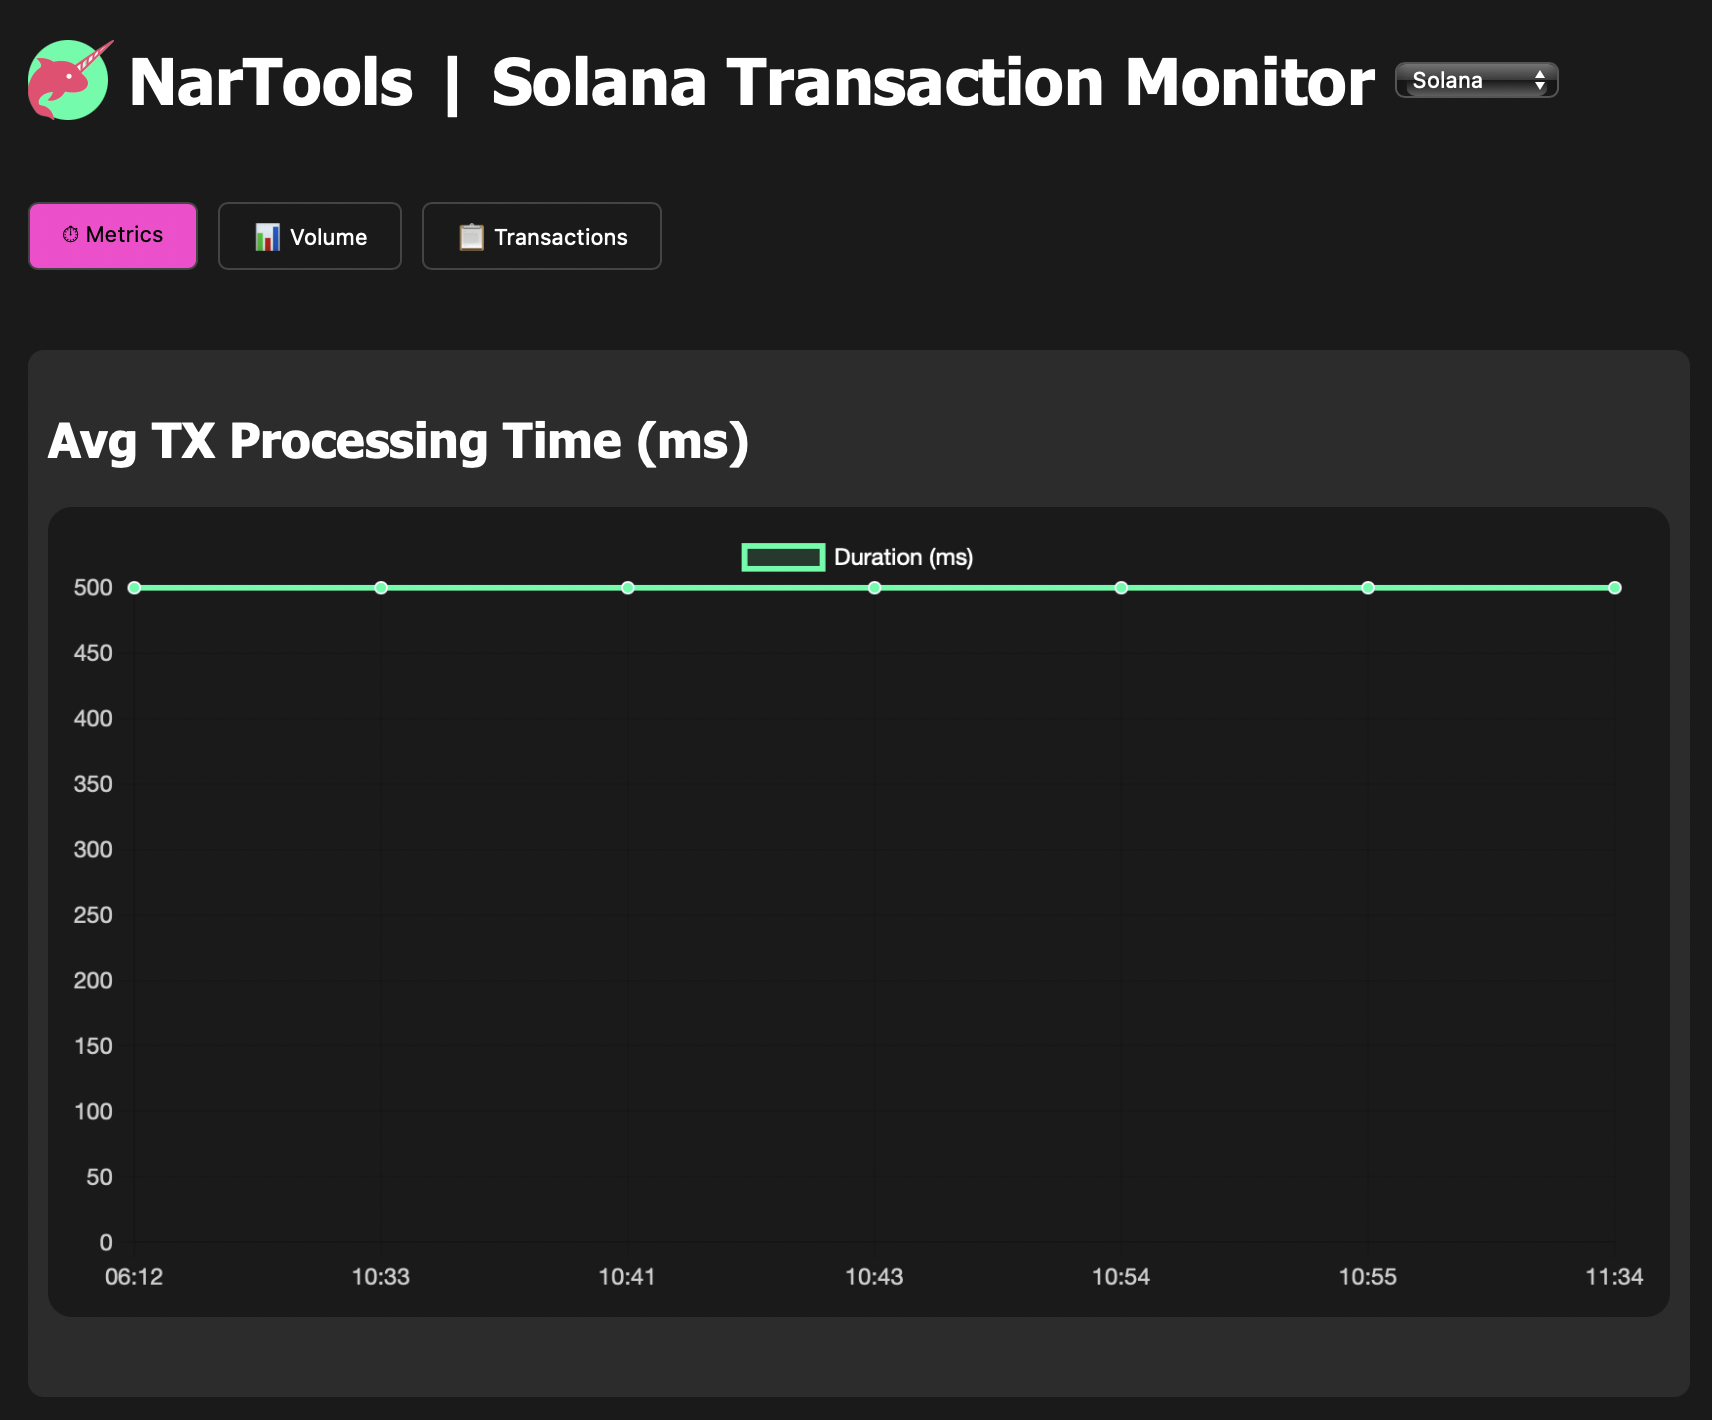 NarTools | Solana Transaction Monitor
Solana
⏱ Metrics
📊 Volume
📋 Transactions
Avg TX Processing Time (ms)
Duration (ms)
500
450
400
350
300
250
200
150
100
50
0
06:12 10:33 10:41 10:43 10:54 10:55 11:34